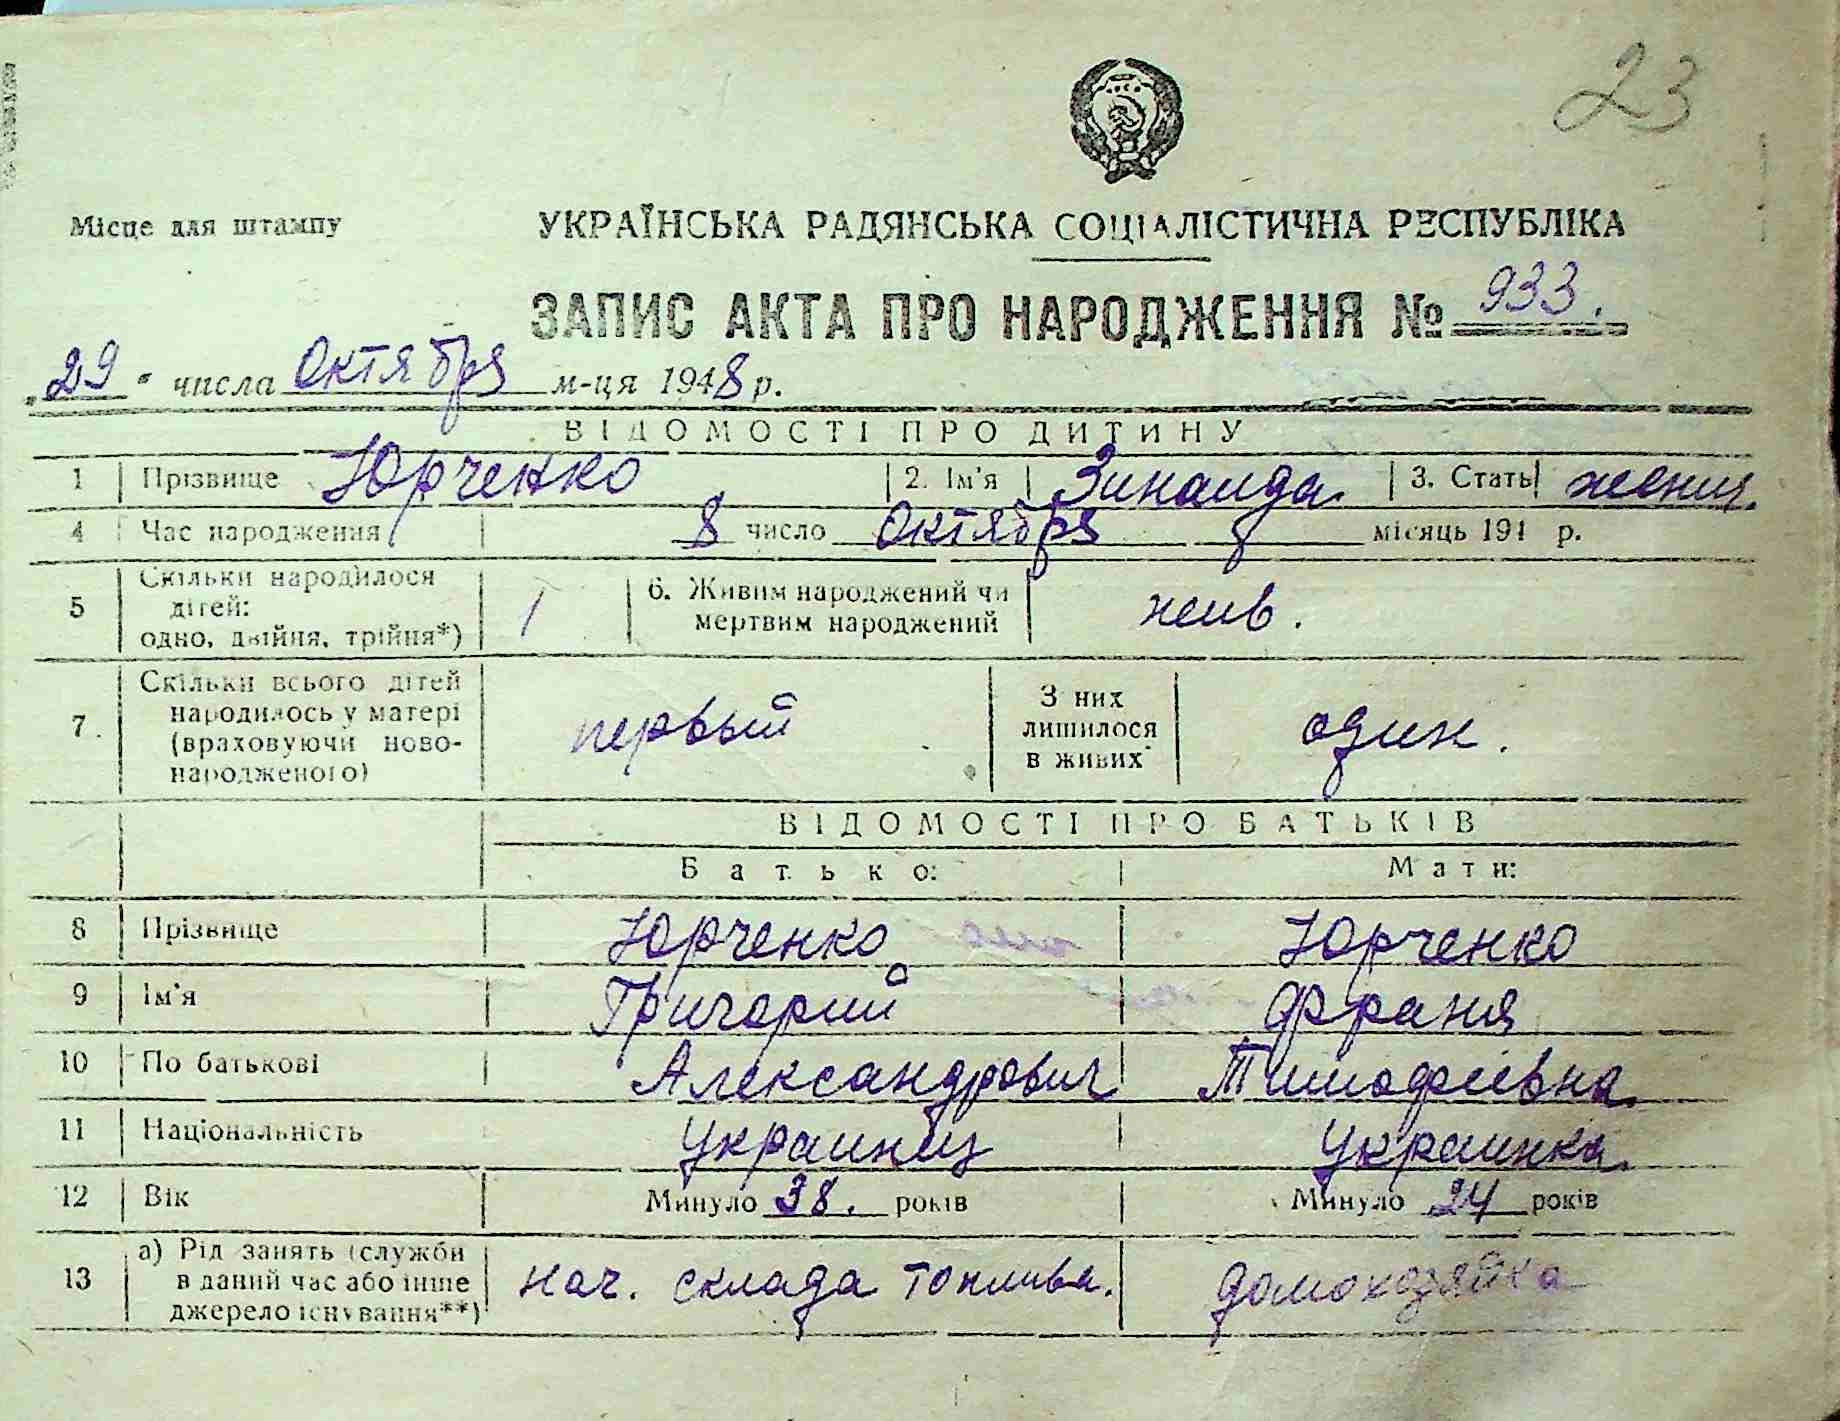 23
Місце для штампу
УКРАЇНСЬКА РАДЯНСЬКА СОЦІАЛІСТИЧНА РЕСПУБЛІКА
ЗАПИС АКТА ПРО НАРОДЖЕННЯ № 933.
„29" числа Октября м-ця 1948 р.
ВІДОМОСТІ ПРО ДИТИНУ
1 Прізвище Юрченко 2. Ім'я Зинаида. 3. Стать женск.
4 Час народження 8 число Октября місяць 194 р.
5 Скільки народилося дітей: одно, двійня, трійня*) 1 6. Живим народжений чи мертвим народжений жив.
7. Скільки всього дітей народилось у матері (враховуючи ново-народженого) первый З них лишилося в живих один.
ВІДОМОСТІ ПРО БАТЬКІВ
Батько: Мати:
8 Прізвище Юрченко Юрченко
9 Ім'я Григорий Франя
10 По батькові Александрович Тимофеевна
11 Національність Украинец Украинка
12 Вік Минуло 38. років Минуло 24 років
13 а) Рід занять (служби в даний час або інше джерело існування**) нач. склада топлива. домохозяйка